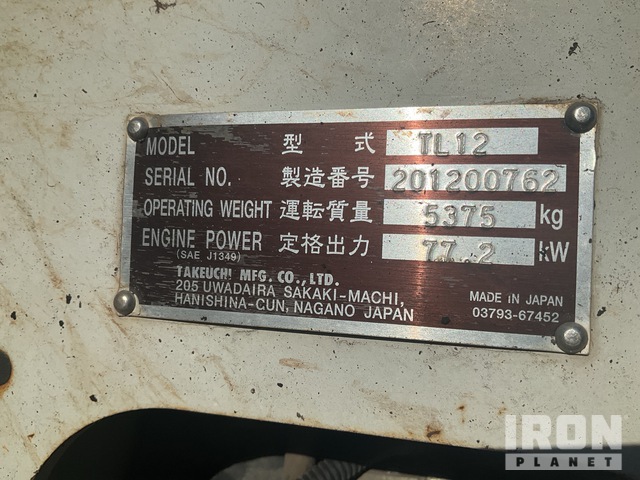 MODEL 型 式 TL12
SERIAL NO. 製造番号 201200762
OPERATING WEIGHT 運転質量 5375 kg
ENGINE POWER 定格出力 77.2 kW
(SAE J1349)
TAKEUCHI MFG. CO., LTD.
205 UWADAIRA SAKAKI-MACHI,
HANISHINA-GUN, NAGANO JAPAN
MADE IN JAPAN
03793-67452
IRON
PLANET